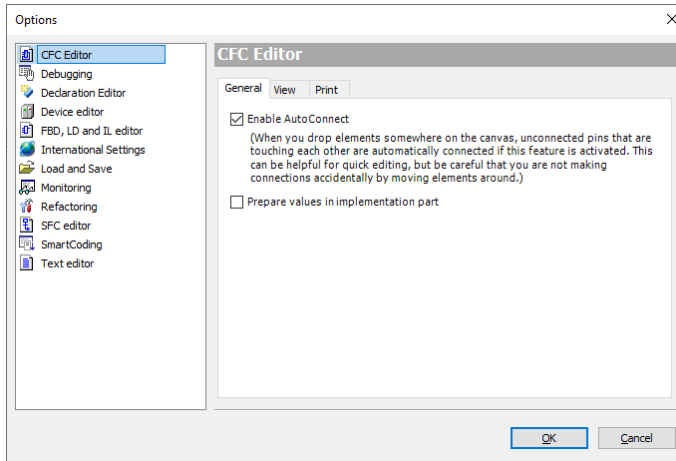 Options
CFC Editor
Debugging
Declaration Editor
Device editor
FBD, LD and IL editor
International Settings
Load and Save
Monitoring
Refactoring
SFC editor
SmartCoding
Text editor
CFC Editor
General View Print
Enable AutoConnect
(When you drop elements somewhere on the canvas, unconnected pins that are
touching each other are automatically connected if this feature is activated. This
can be helpful for quick editing, but be careful that you are not making
connections accidentally by moving elements around.)
Prepare values in implementation part
OK Cancel